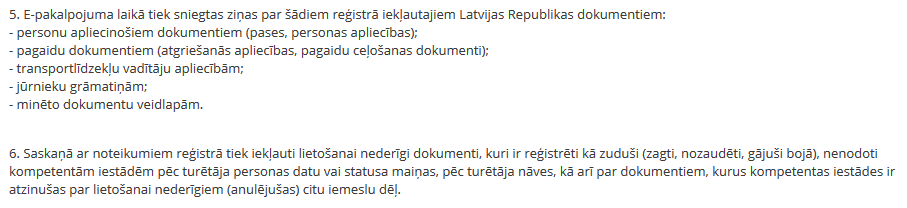 5. E-pakalpojuma laikā tiek sniegtas ziņas par šādiem reģistrā iekļautajiem Latvijas Republikas dokumentiem:
- personu apliecinošiem dokumentiem (pases, personas apliecības);
- pagaidu dokumentiem (atgriešanās apliecības, pagaidu ceļošanas dokumenti);
- transportlīdzekļu vadītāju apliecībām;
- jūrnieku grāmatiņām;
- minēto dokumentu veidlapām.
6. Saskaņā ar noteikumiem reģistrā tiek iekļauti lietošanai nederīgi dokumenti, kuri ir reģistrēti kā zuduši (zagti, nozaudēti, gājuši bojā), nenodoti
kompetentām iestādēm pēc turētāja personas datu vai statusa maiņas, pēc turētāja nāves, kā arī par dokumentiem, kurus kompetentas iestādes ir
atzinušas par lietošanai nederīgiem (anulējušas) citu iemeslu dēļ.